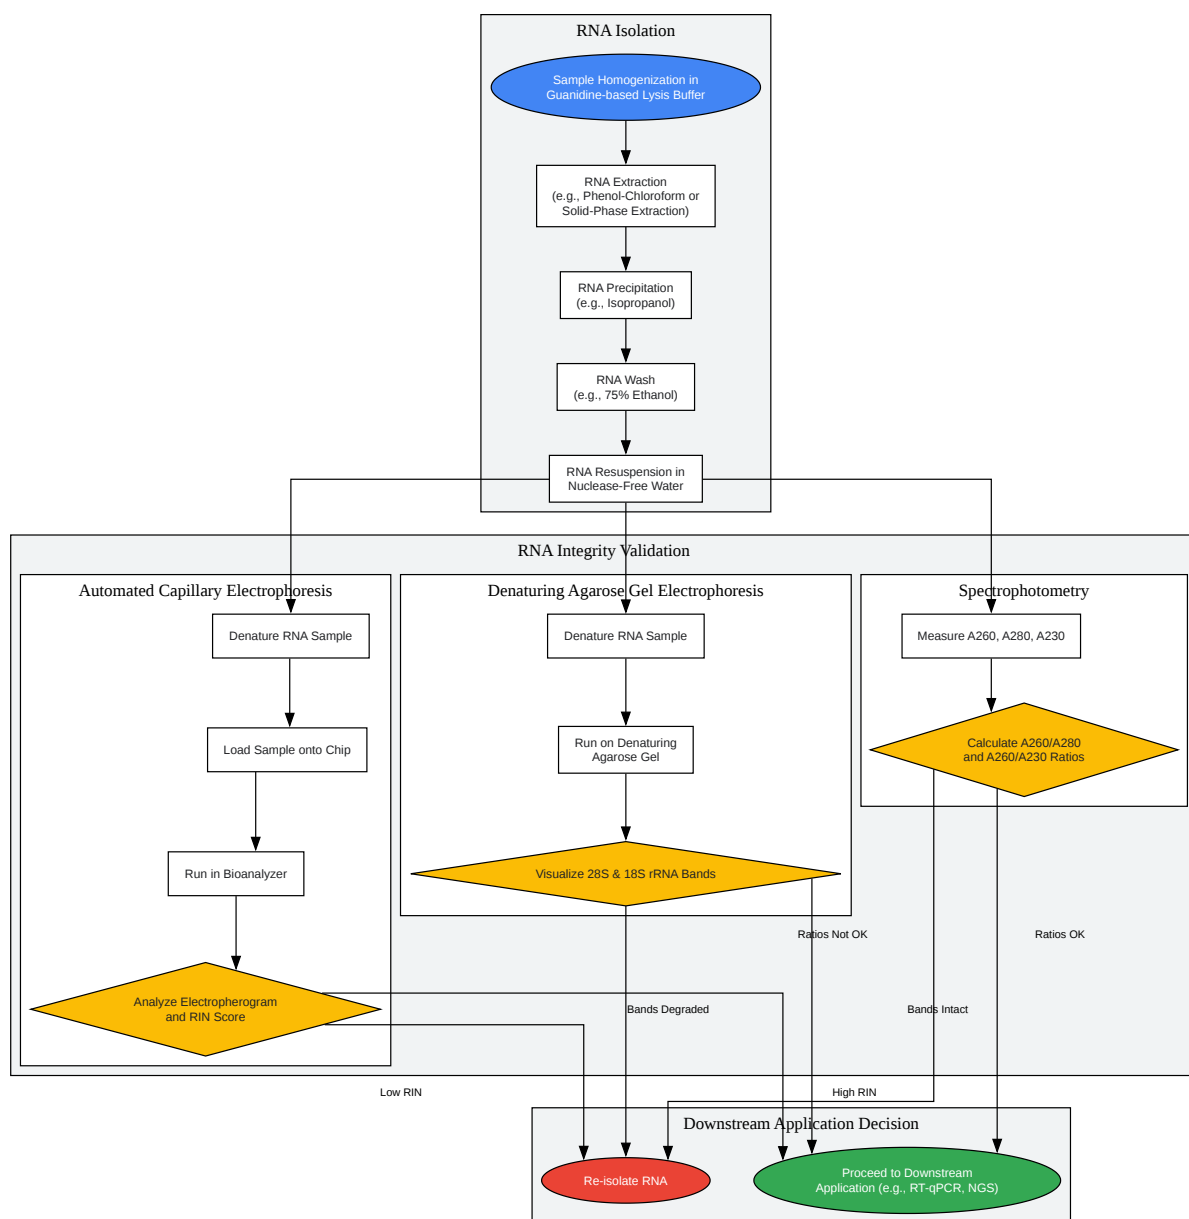 RNA Isolation
Sample Homogenization in
Guanidine-based Lysis Buffer
RNA Extraction
(e.g., Phenol-Chloroform or
Solid-Phase Extraction)
RNA Precipitation
(e.g., Isopropanol)
RNA Wash
(e.g., 75% Ethanol)
RNA Resuspension in
Nuclease-Free Water
RNA Integrity Validation
Automated Capillary Electrophoresis
Denature RNA Sample
Load Sample onto Chip
Run in Bioanalyzer
Analyze Electropherogram
and RIN Score
Denaturing Agarose Gel Electrophoresis
Denature RNA Sample
Run on Denaturing
Agarose Gel
Visualize 28S & 18S rRNA Bands
Spectrophotometry
Measure A260, A280, A230
Calculate A260/A280
and A260/A230 Ratios
Ratios Not OK
Ratios OK
Bands Degraded
Bands Intact
Low RIN
High RIN
Downstream Application Decision
Re-isolate RNA
Proceed to Downstream
Application (e.g., RT-qPCR, NGS)